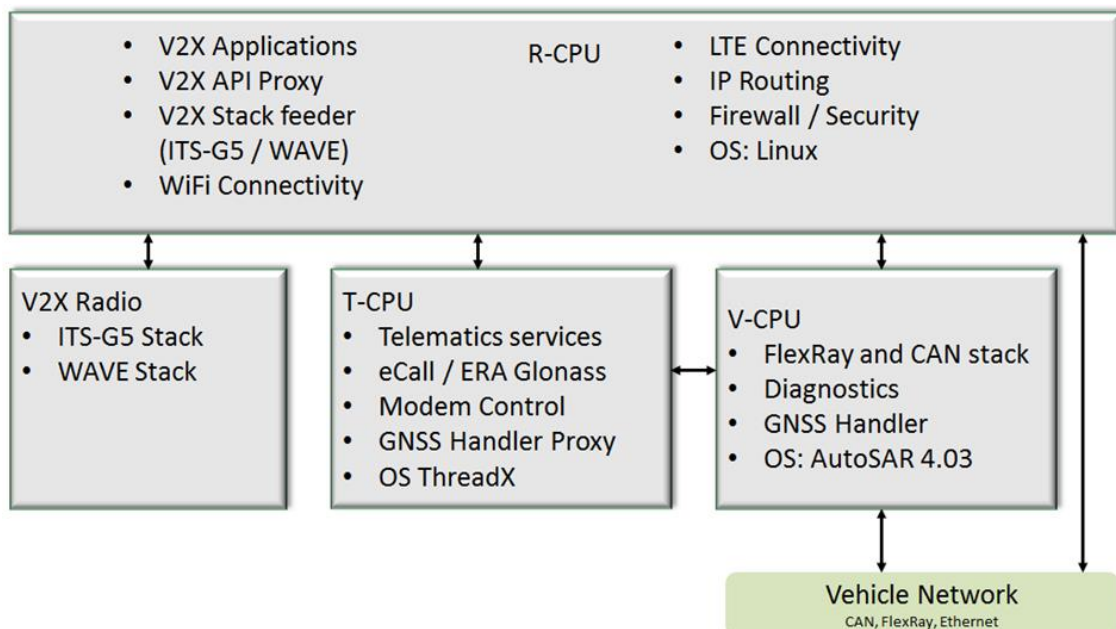 R-CPU
• V2X Applications
• V2X API Proxy
• V2X Stack feeder
(ITS-G5 / WAVE)
• WiFi Connectivity
• LTE Connectivity
• IP Routing
• Firewall / Security
• OS: Linux
V2X Radio
• ITS-G5 Stack
• WAVE Stack
T-CPU
• Telematics services
• eCall / ERA Glonass
• Modem Control
• GNSS Handler Proxy
• OS ThreadX
V-CPU
• FlexRay and CAN stack
• Diagnostics
• GNSS Handler
• OS: AutoSAR 4.03
Vehicle Network
CAN, FlexRay, Ethernet